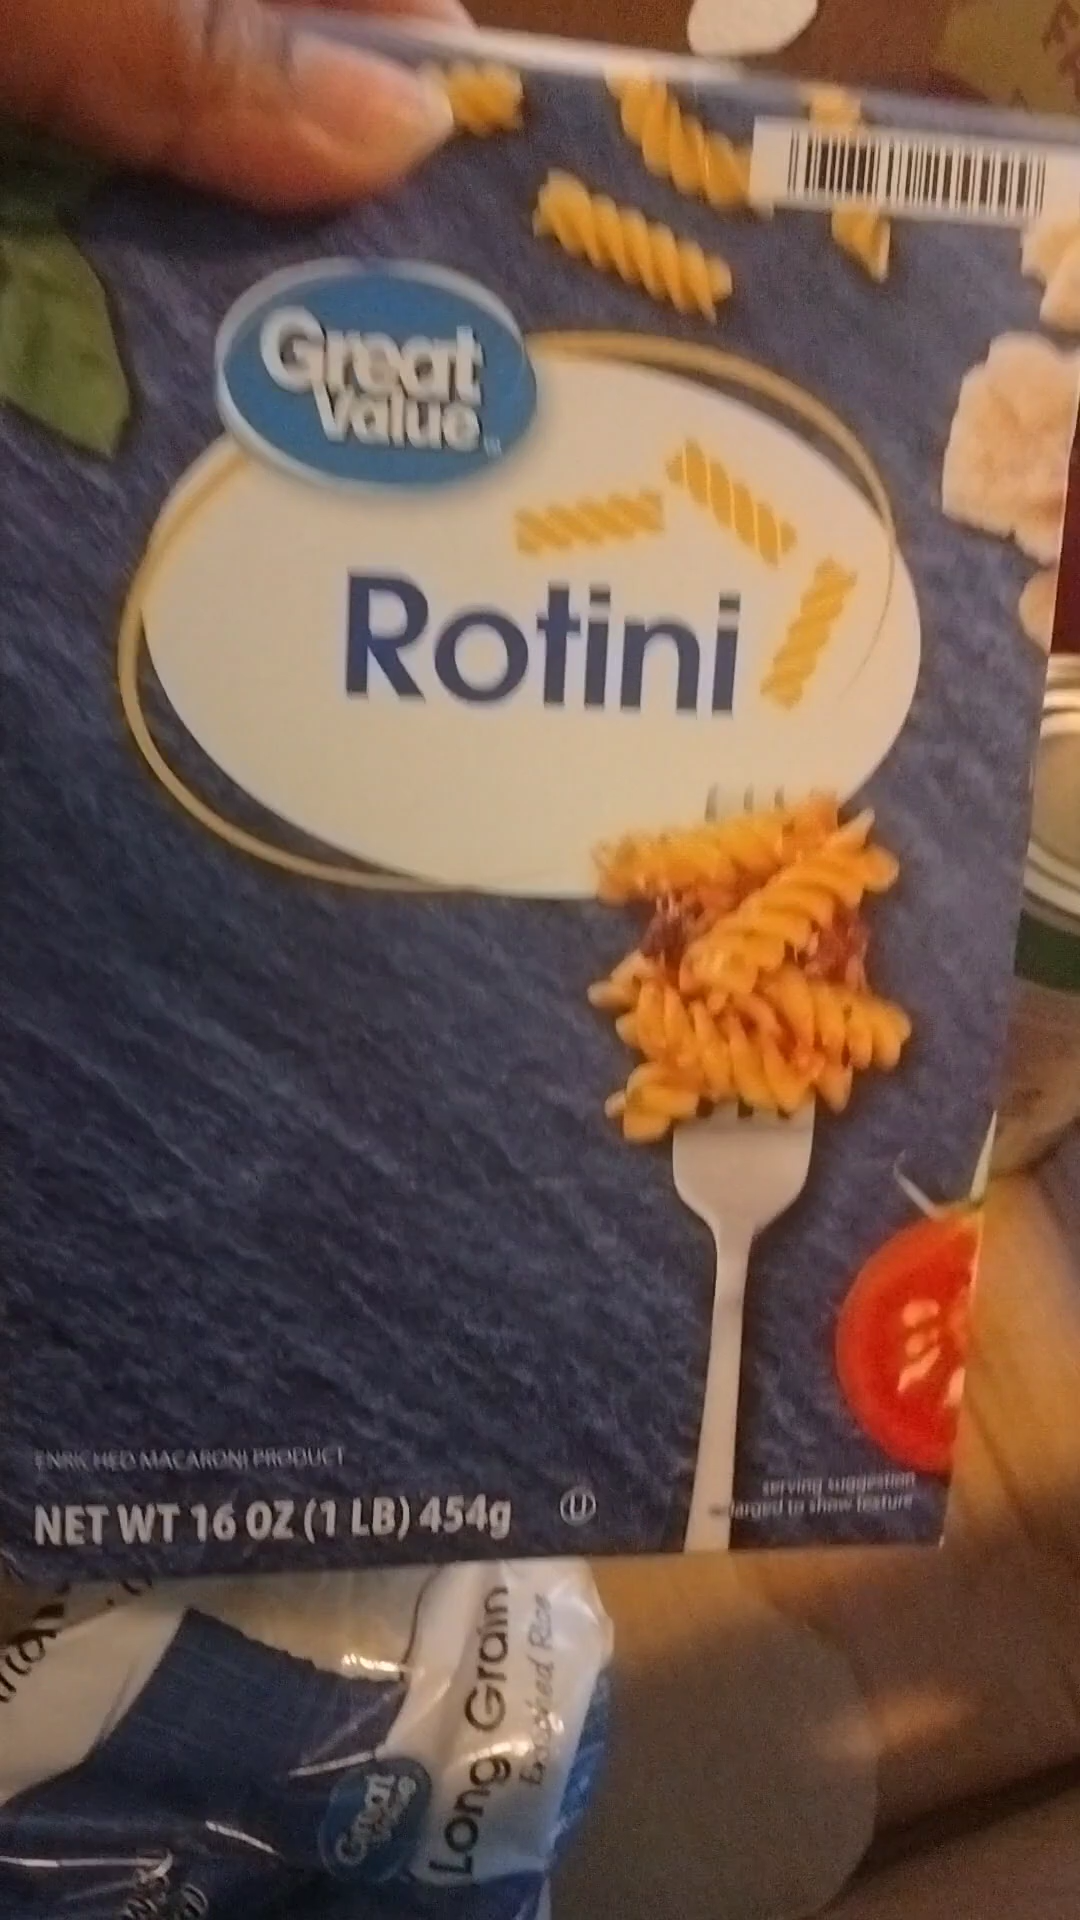 Great
Value
Rotini
ENRICHED MACARONI PRODUCT
NET WT 16 OZ (1 LB) 454g
U
serving suggestion
enlarged to show texture
Long Grain
Enriched Rice
Great
Value